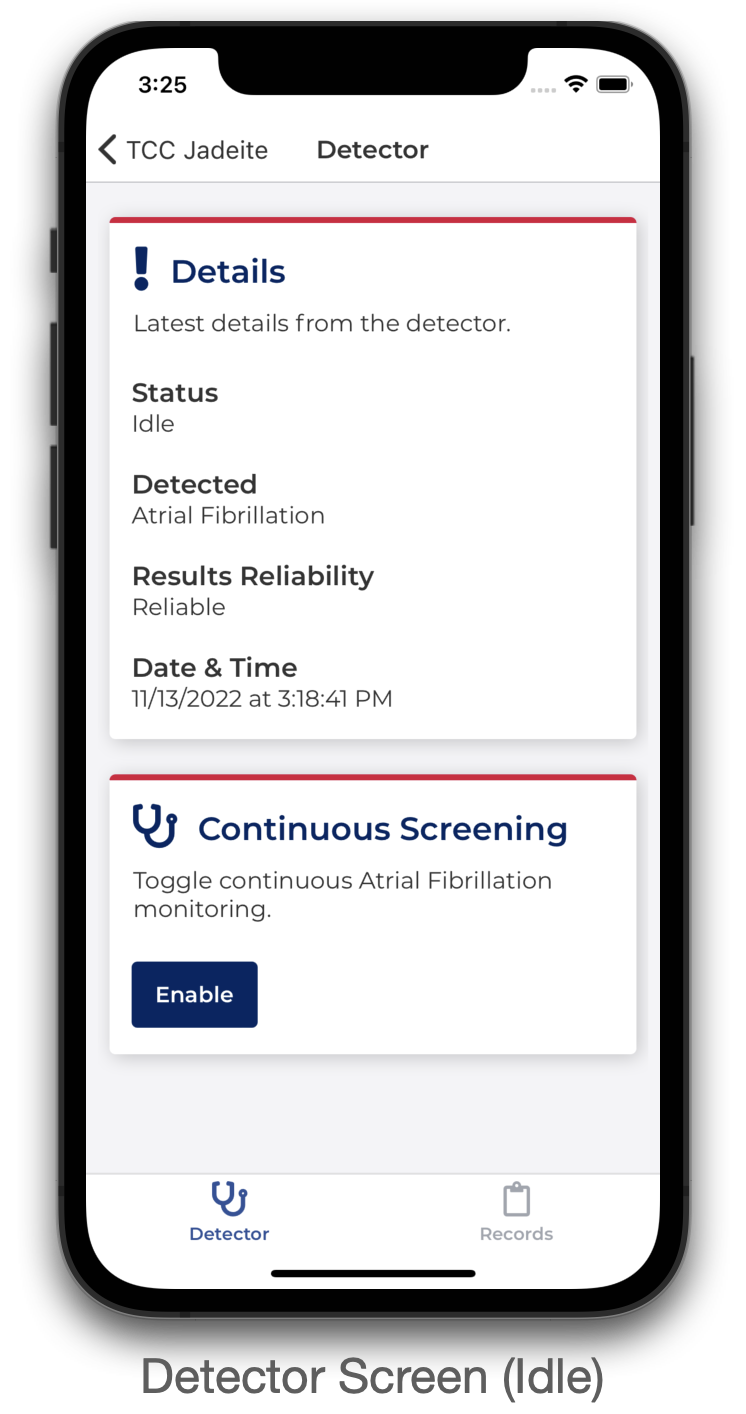 3:25
TCC Jadeite
Detector
Details
Latest details from the detector.
Status
Idle
Detected
Atrial Fibrillation
Results Reliability
Reliable
Date & Time
11/13/2022 at 3:18:41 PM
Continuous Screening
Toggle continuous Atrial Fibrillation
monitoring.
Enable
Detector
Records
Detector Screen (Idle)